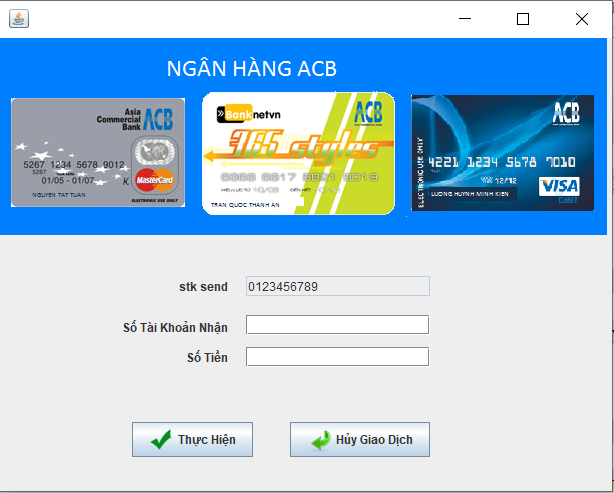 NGÂN HÀNG ACB
Asia
Commercial
Bank
ACB
5267 1234 5678 9012
5267
01/05 - 01/07
K
MasterCard
NGUYEN TAT TUAN
ELECTRONIC USE ONLY
Banknetvn
ACB
365 styles
TRAN QUOC THANH AN
ACB
ELECTRONIC USE ONLY
4221 1234 5678 7010
12/12
LUONG HUYNH MINH KIEN
VISA
DEBIT
stk send
0123456789
Số Tài Khoản Nhận
Số Tiền
Thực Hiện
Hủy Giao Dịch